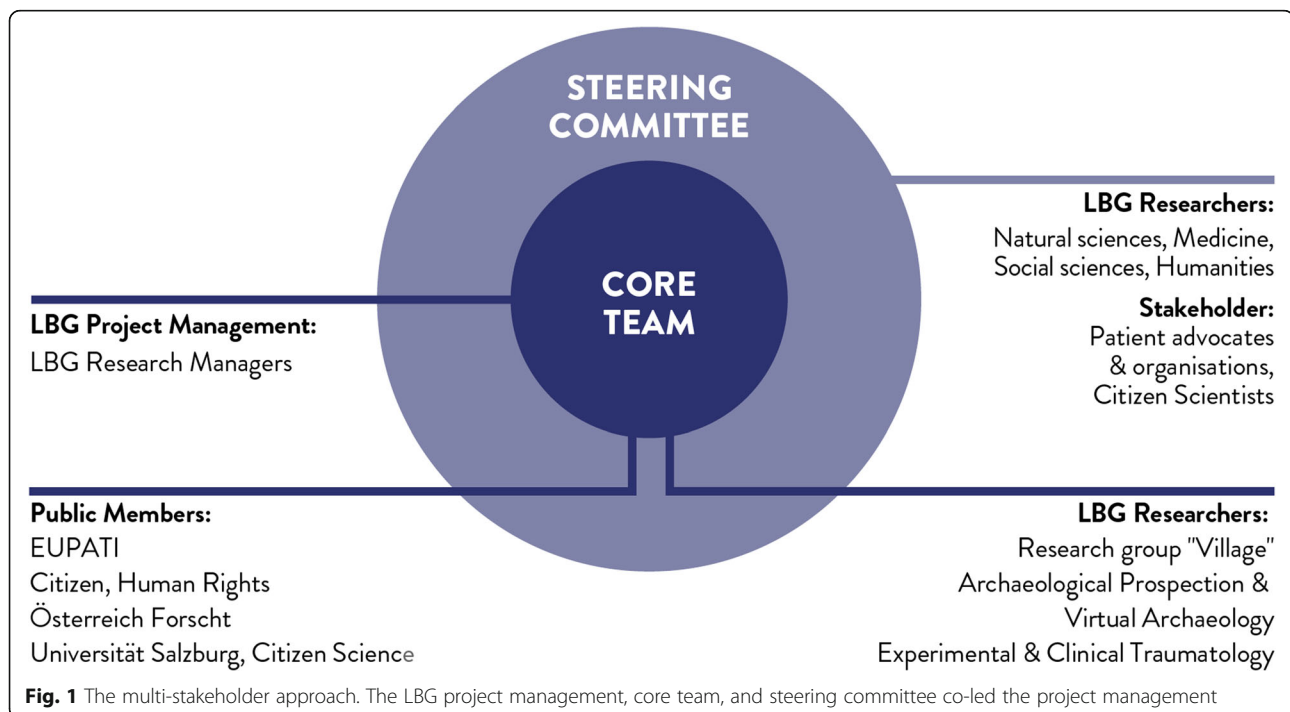 STEERING
COMMITTEE
CORE
TEAM
LBG Project Management:
LBG Research Managers
LBG Researchers:
Natural sciences, Medicine,
Social sciences, Humanities
Stakeholder:
Patient advocates
& organisations,
Citizen Scientists
Public Members:
EUPATI
Citizen, Human Rights
Österreich Forscht
Universität Salzburg, Citizen Science
LBG Researchers:
Research group "Village"
Archaeological Prospection &
Virtual Archaeology
Experimental & Clinical Traumatology
Fig. 1 The multi-stakeholder approach. The LBG project management, core team, and steering committee co-led the project management